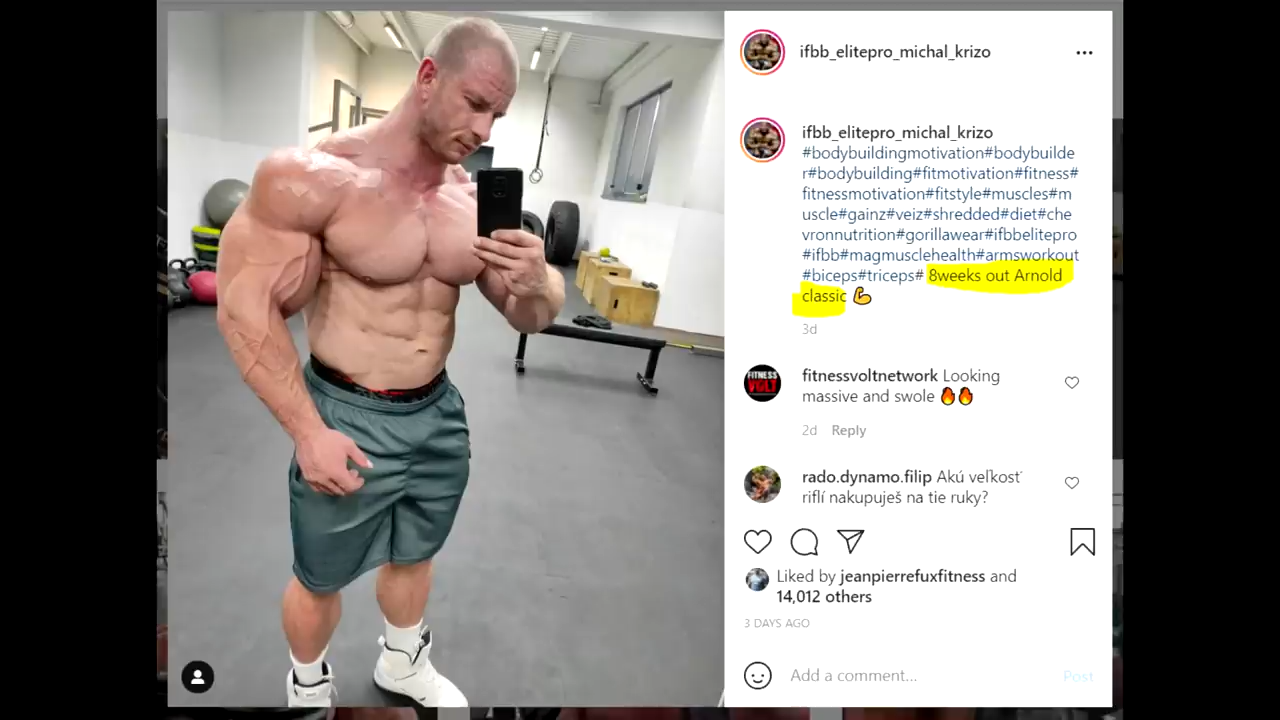 ifbb_elitepro_michal_krizo
ifbb_elitepro_michal_krizo
#bodybuildingmotivation#bodybuilde
r#bodybuilding#fitmotivation#fitness#
fitnessmotivation#fitstyle#muscles#m
uscle#gainz#veiz#shredded#diet#che
vronnutrition#gorillawear#ifbbelitepro
#ifbb#magmusclehealth#armsworkout
#biceps#triceps# 8weeks out Arnold
classic 💪
3d
FITNESS
VOLT
fitnessvoltnetwork Looking
massive and swole 🔥🔥
2d Reply
rado.dynamo.filip Akú veľkosť
riflí nakupuješ na tie ruky?
Liked by jeanpierrefuxfitness and
14,012 others
3 DAYS AGO
Add a comment... Post